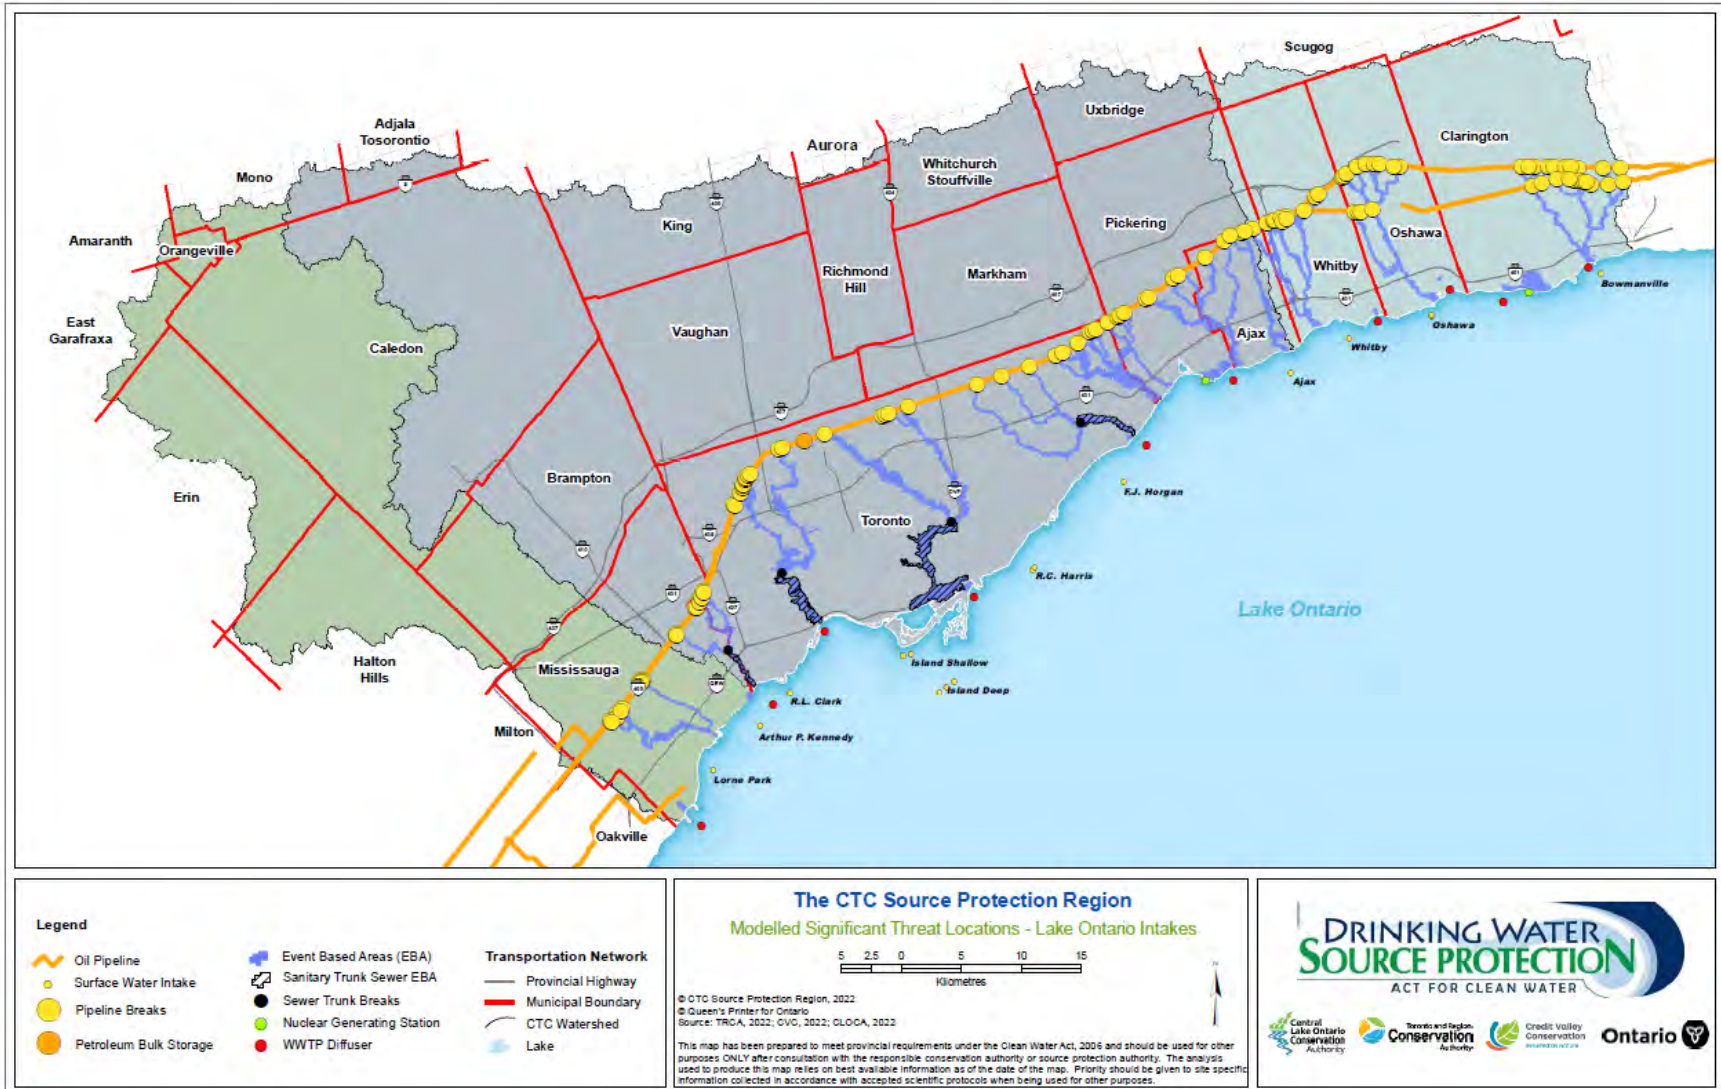 Scugog
Uxbridge
Clarington
Adjala
Tosorontio
Aurora
Whitchurch
Stouffville
Mono
King
Pickering
Amaranth
Orangeville
Oshawa
Richmond
Hill
Markham
Whitby
Bowmanville
East
Garafraxa
Vaughan
Caledon
Ajax
Oshawa
Whitby
Ajax
Brampton
Erin
F.J. Horgan
Toronto
R.C. Harris
Lake Ontario
Halton
Hills
Mississauga
Island Shallow
Island Deep
R.L. Clark
Milton
Arthur P. Kennedy
Lorne Park
Oakville
Legend
Oil Pipeline
Surface Water Intake
Pipeline Breaks
Petroleum Bulk Storage
Event Based Areas (EBA)
Sanitary Trunk Sewer EBA
Sewer Trunk Breaks
Nuclear Generating Station
WWTP Diffuser
Transportation Network
Provincial Highway
Municipal Boundary
CTC Watershed
Lake
The CTC Source Protection Region
Modelled Significant Threat Locations - Lake Ontario Intakes
5 2.5 0 5 10 15
Kilometres
© CTC Source Protection Region, 2022
© Queen's Printer for Ontario
Source: TRCA, 2022; CVC, 2022; CLOCA, 2022
This map has been prepared to meet provincial requirements under the Clean Water Act, 2006 and should be used for other
purposes ONLY after consultation with the responsible conservation authority or source protection authority. The analysis
used to produce this map relies on best available information as of the date of the map. Priority should be given to site specific
information collected in accordance with accepted scientific protocols when being used for other purposes.
DRINKING WATER
SOURCE PROTECTION
ACT FOR CLEAN WATER
Central
Lake Ontario
Conservation
Authority
Toronto and Region
Conservation
Authority
Credit Valley
Conservation
Ontario